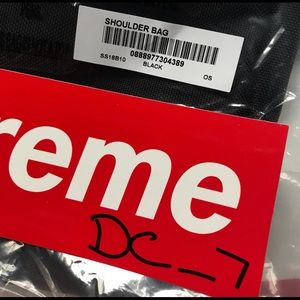 SHOULDER BAG
0888977304389
SS18B10 BLACK OS
reme
DC_7